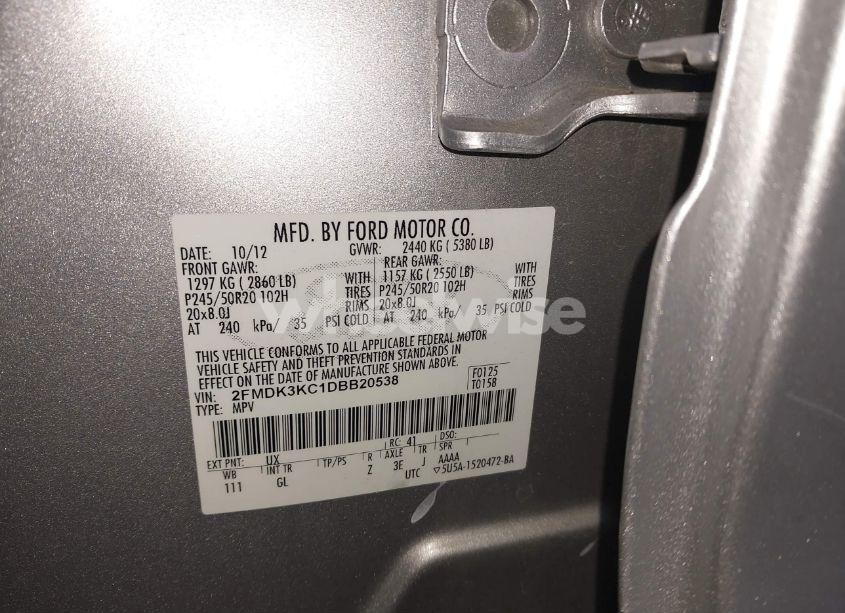 MFD. BY FORD MOTOR CO.
DATE: 10/12 GVWR: 2440 KG ( 5380 LB)
FRONT GAWR: REAR GAWR:
1297 KG ( 2860 LB) WITH 1157 KG ( 2550 LB) WITH
P245/50R20 102H TIRES P245/50R20 102H TIRES
20x8.0J RIMS 20x8.0J RIMS
AT 240 kPa/ 35 PSI COLD AT 240 kPa/ 35 PSI COLD
THIS VEHICLE CONFORMS TO ALL APPLICABLE FEDERAL MOTOR
VEHICLE SAFETY AND THEFT PREVENTION STANDARDS IN
EFFECT ON THE DATE OF MANUFACTURE SHOWN ABOVE.
VIN: 2FMDK3KC1DBB20538 F0125
TYPE: MPV T0158
EXT PNT: UX RC: 41 DSO:
WB INT TR TP/PS R AXLE TR SPR
111 GL Z 3E J AAAA
UTC ▽5U5A-1520472-BA
wheelwise